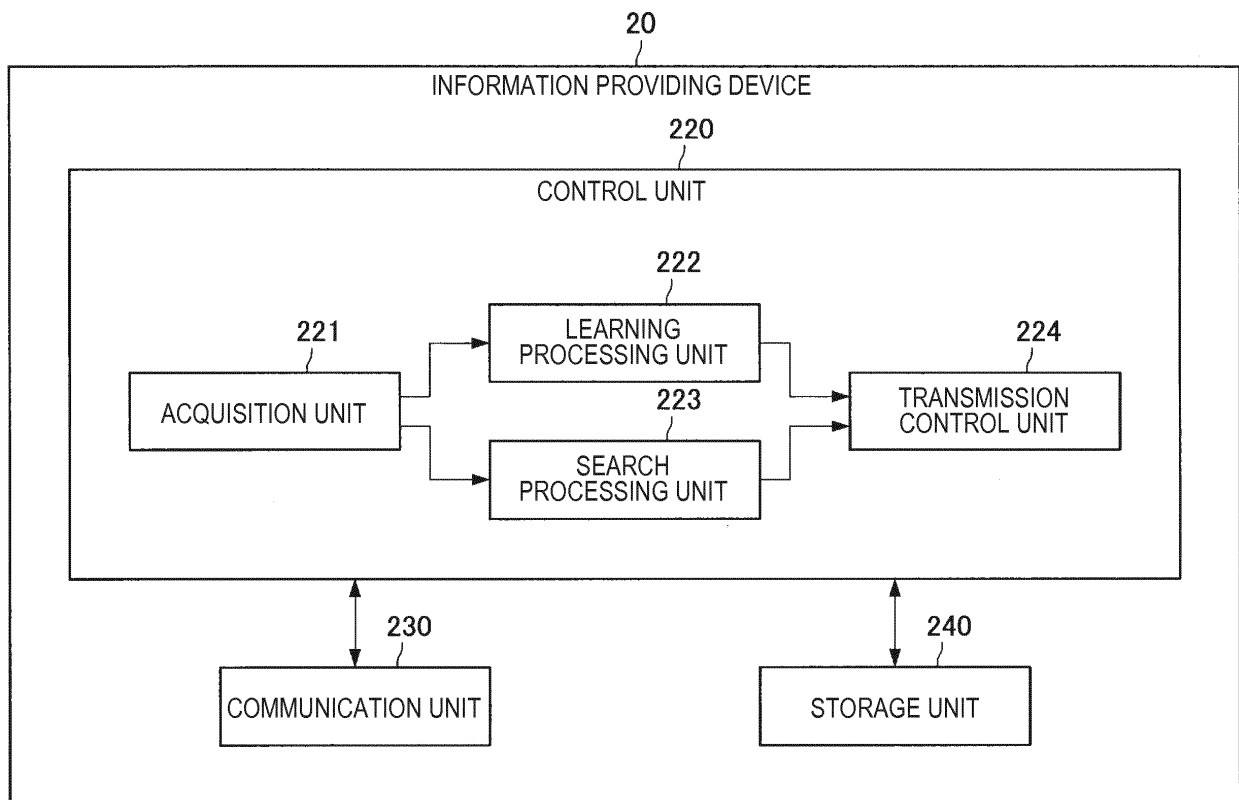 20
INFORMATION PROVIDING DEVICE
220
CONTROL UNIT
222
LEARNING
PROCESSING UNIT
221
ACQUISITION UNIT
223
SEARCH
PROCESSING UNIT
224
TRANSMISSION
CONTROL UNIT
230
COMMUNICATION UNIT
240
STORAGE UNIT